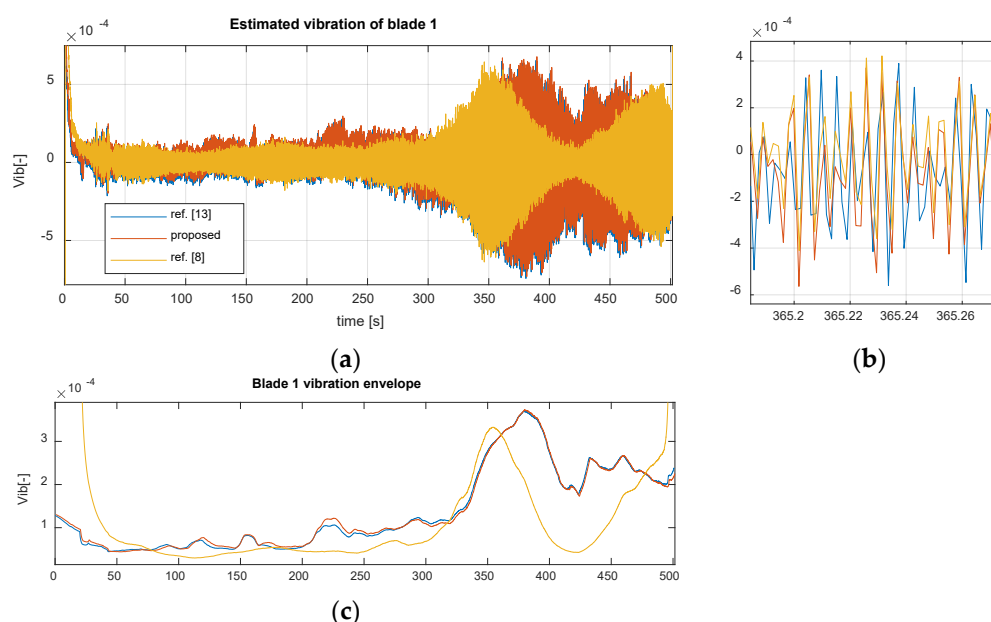 Estimated vibration of blade 1
× 10 -4
5
0
-5
Vib[-]
ref. [13]
proposed
ref. [8]
0 50 100 150 200 250 300 350 400 450 500
time [s]
(a)
× 10 -4
4
2
0
-2
-4
-6
365.2 365.22 365.24 365.26
(b)
Blade 1 vibration envelope
× 10 -4
3
2
1
Vib[-]
0 50 100 150 200 250 300 350 400 450 500
(c)